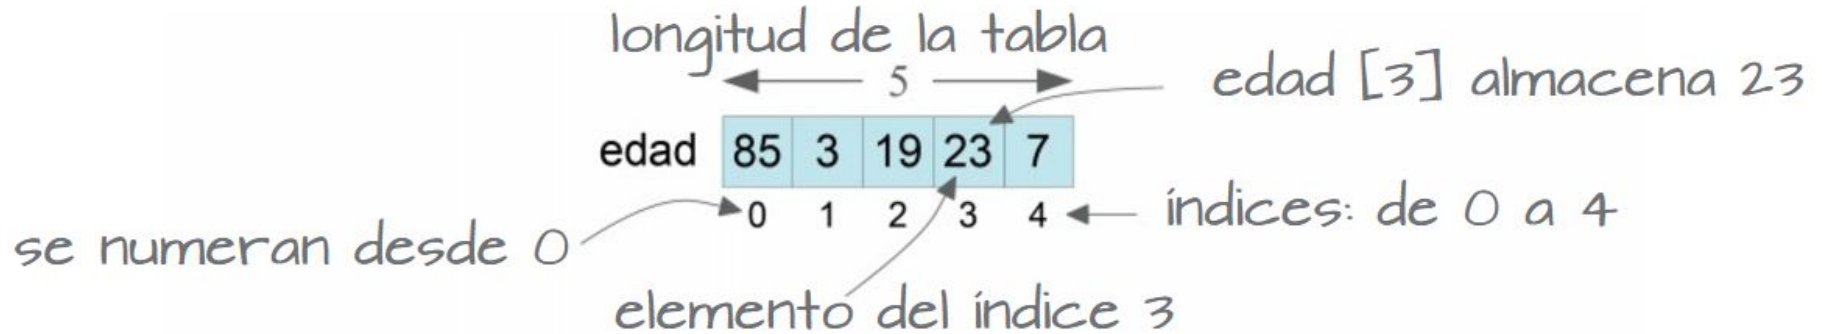 longitud de la tabla
5
edad [3] almacena 23
edad 85 3 19 23 7
0 1 2 3 4
índices: de 0 a 4
se numeran desde 0
elemento del índice 3